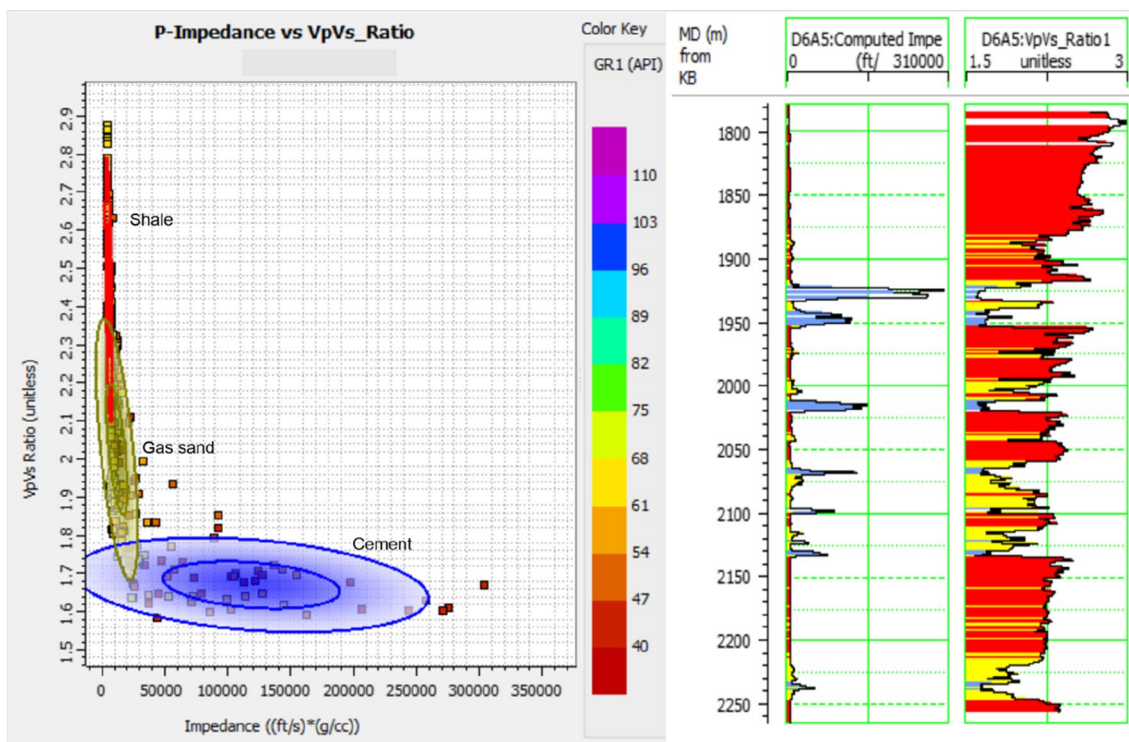 P-Impedance vs VpVs_Ratio
2.9
2.8
2.7
2.6
2.5
2.4
2.3
2.2
2.1
2
1.9
1.8
1.7
1.6
1.5
VpVs Ratio (unitless)
Shale
Gas sand
Cement
0 50000 100000 150000 200000 250000 300000 350000
Impedance ((ft/s)*(g/cc))
Color Key
GR1 (API)
110
103
96
89
82
75
68
61
54
47
40
MD (m)
from
KB
D6A5:Computed Impe
0 (ft/ 310000
D6A5:VpVs_Ratio1
1.5 unitless 3
1800
1850
1900
1950
2000
2050
2100
2150
2200
2250